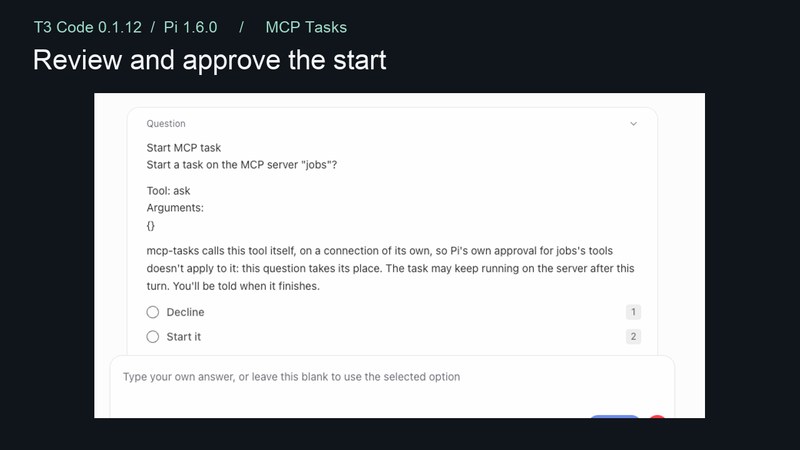 T3 Code 0.1.12 / Pi 1.6.0 / MCP Tasks
Review and approve the start
Question
Start MCP task
Start a task on the MCP server "jobs"?
Tool: ask
Arguments:
{}
mcp-tasks calls this tool itself, on a connection of its own, so Pi's own approval for jobs's tools
doesn't apply to it: this question takes its place. The task may keep running on the server after this
turn. You'll be told when it finishes.
Decline 1
Start it 2
Type your own answer, or leave this blank to use the selected option